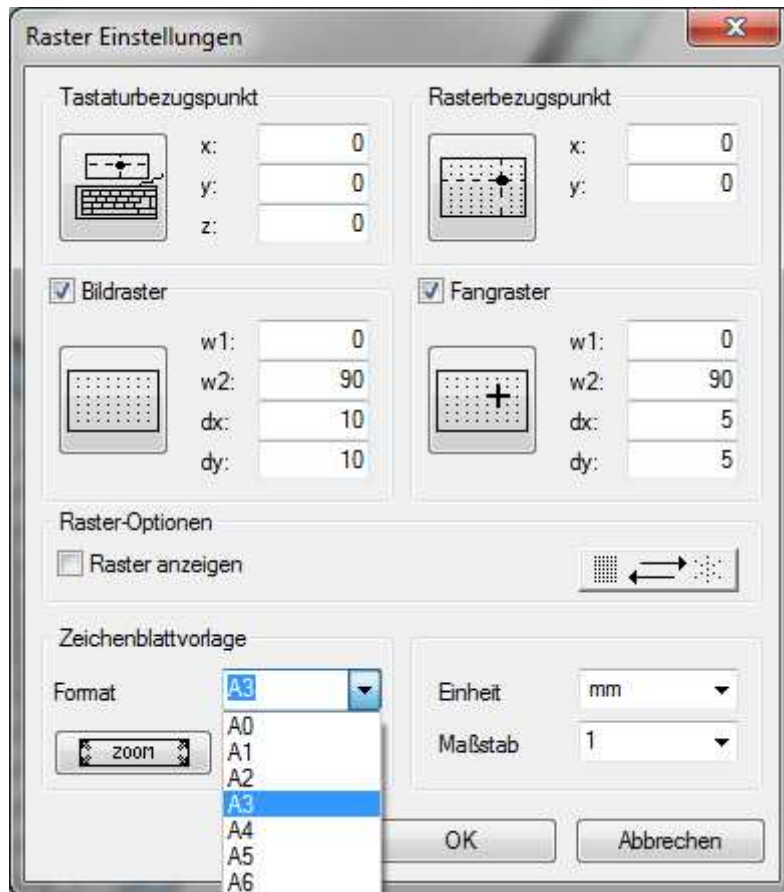 Raster Einstellungen
Tastaturbezugspunkt
x: 0
y: 0
z: 0
Rasterbezugspunkt
x: 0
y: 0
Bildraster
w1: 0
w2: 90
dx: 10
dy: 10
Fangraster
w1: 0
w2: 90
dx: 5
dy: 5
Raster-Optionen
Raster anzeigen
Zeichenblattvorlage
Format A3
zoom
A0
A1
A2
A3
A4
A5
A6
Einheit mm
Maßstab 1
OK
Abbrechen